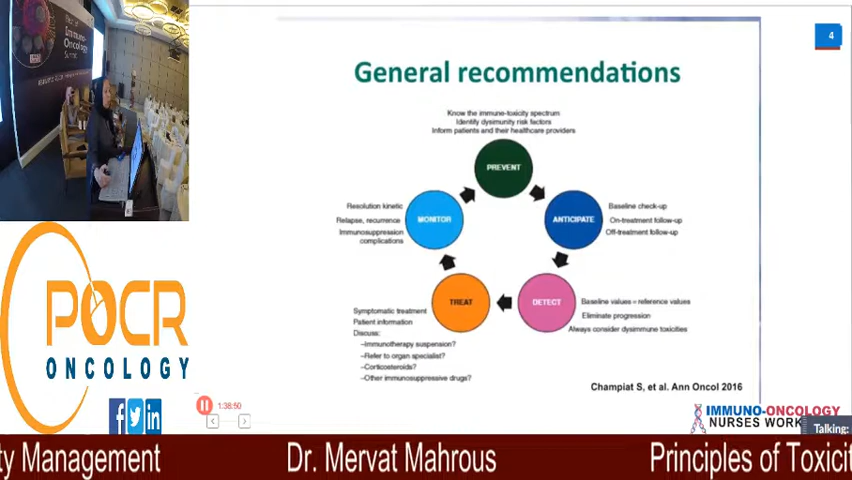 Immuno-
Oncology
4
General recommendations
Know the immune-toxicity spectrum
Identify dysimunity risk factors
Inform patients and their healthcare providers
PREVENT
Resolution kinetic
Relapse, recurrence
Immunosuppression
complications
MONITOR
ANTICIPATE
Baseline check-up
On-treatment follow-up
Off-treatment follow-up
TREAT
DETECT
Baseline values = reference values
Eliminate progression
Always consider dysimmune toxicities
Symptomatic treatment
Patient information
Discuss:
–Immunotherapy suspension?
–Refer to organ specialist?
–Corticosteroids?
–Other immunosuppressive drugs?
Champiat S, et al. Ann Oncol 2016
POCR
ONCOLOGY
1:38:50
IMMUNO-ONCOLOGY
NURSES WORK
Talking:
ty Management
Dr. Mervat Mahrous
Principles of Toxicit